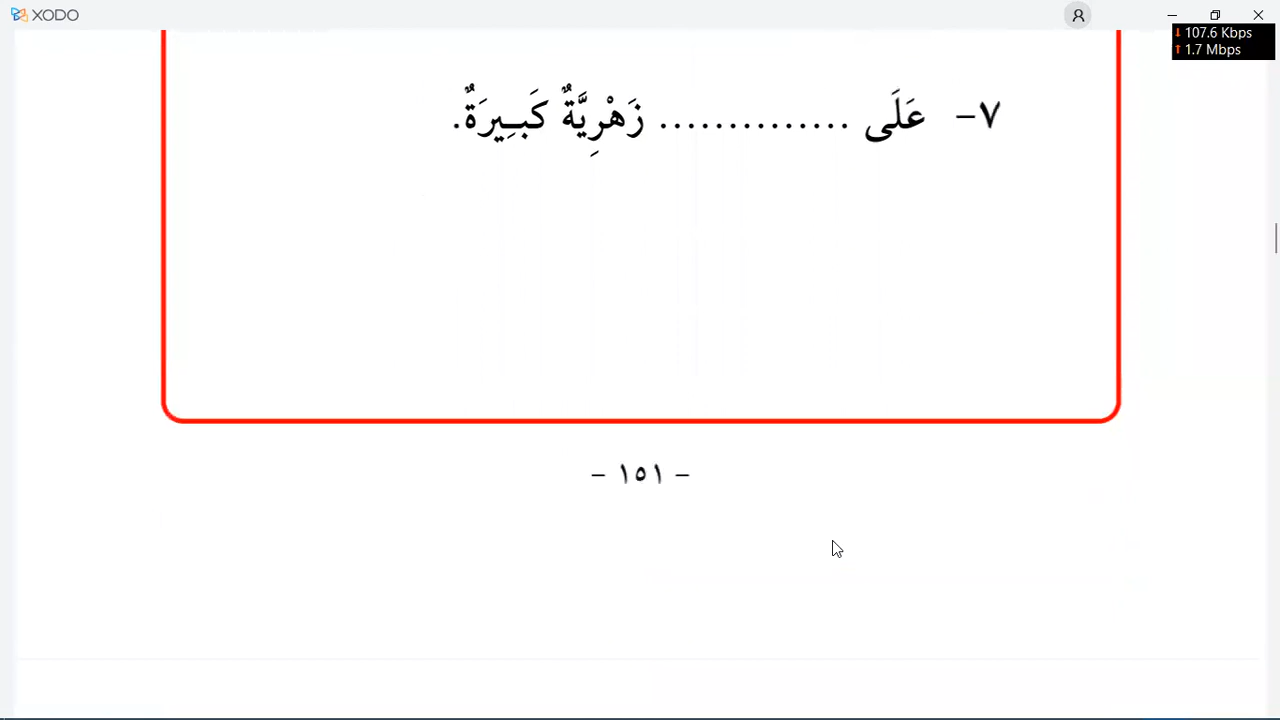 XODO
↓ 107.6 Kbps
↑ 1.7 Mbps
٧- عَلَى .............. زَهْرِيَّةٌ كَبِيرَةٌ.
- ١٥١ -